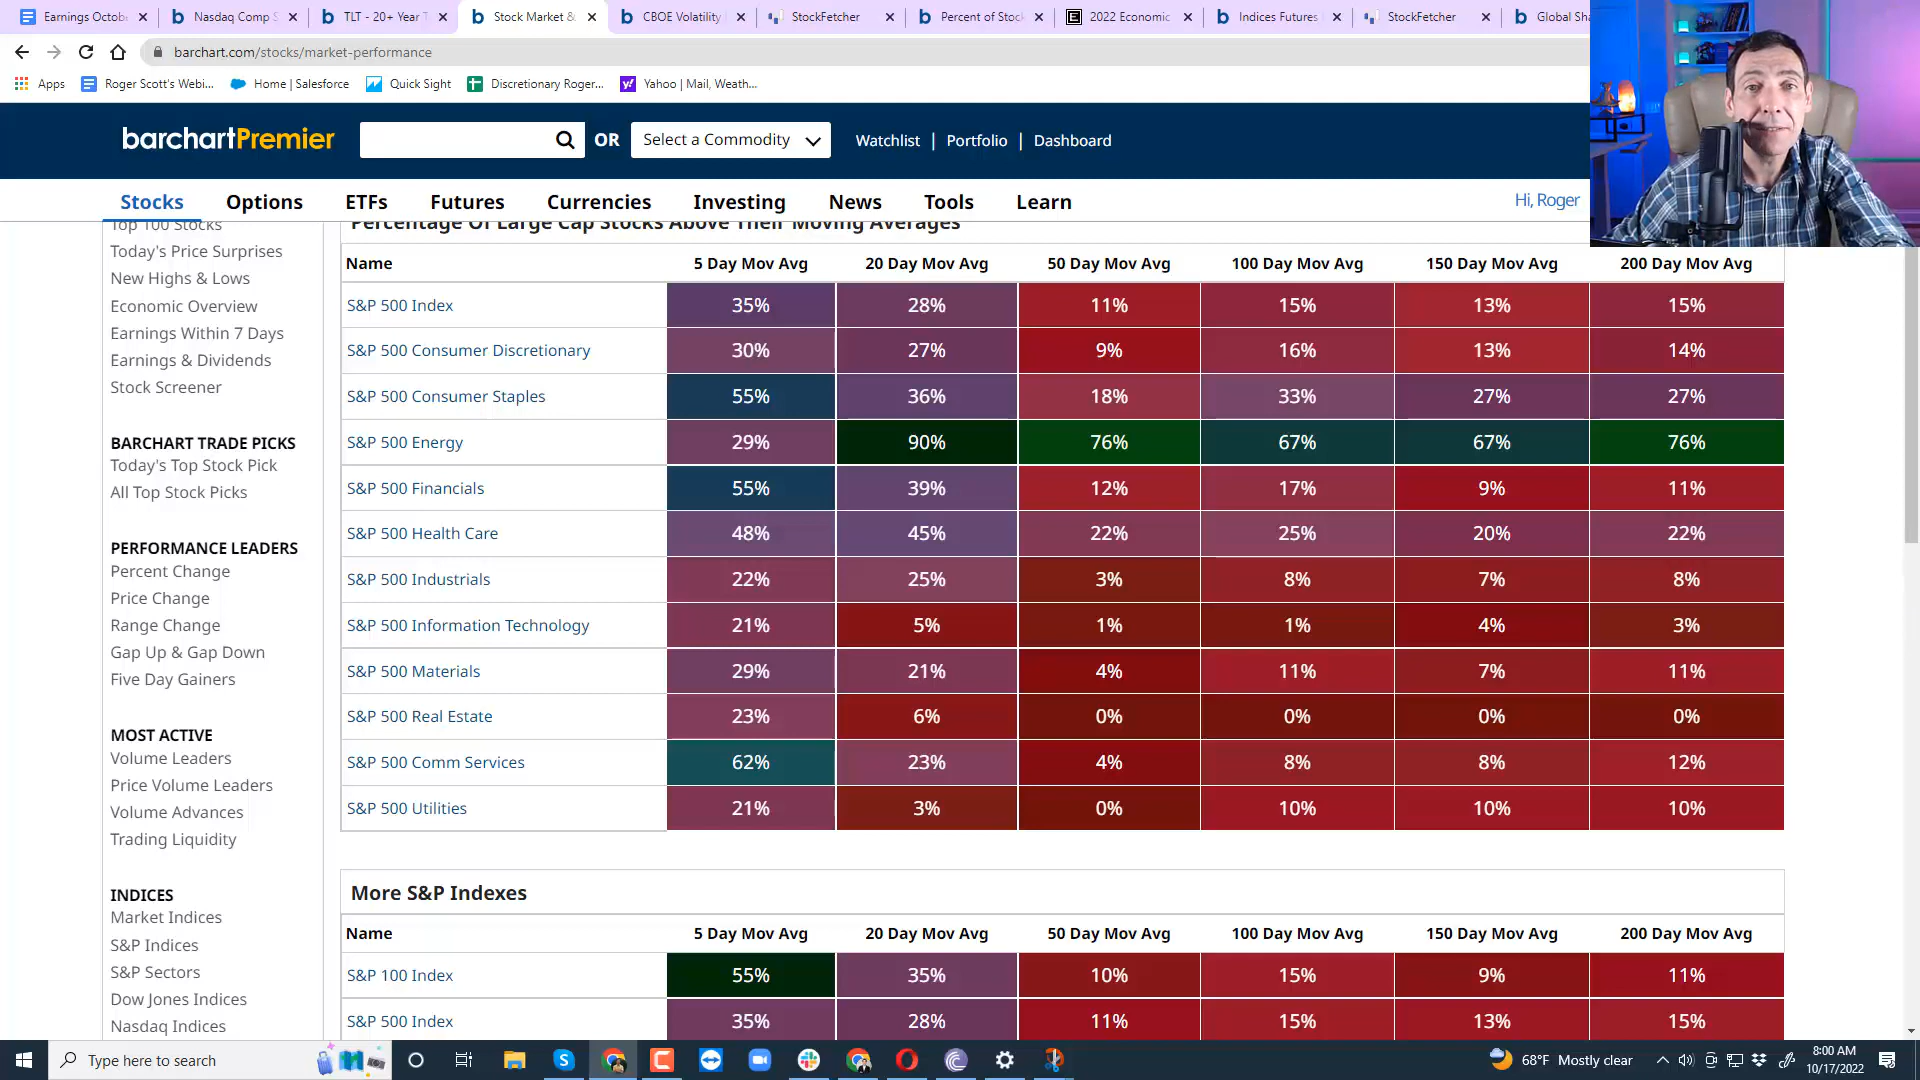 Earnings Octobe
Nasdaq Comp S
TLT - 20+ Year T
Stock Market &
CBOE Volatility
StockFetcher
Percent of Stock
2022 Economic
Indices Futures
StockFetcher
Global Sha
barchart.com/stocks/market-performance
Apps
Roger Scott's Webi...
Home | Salesforce
Quick Sight
Discretionary Roger...
Yahoo | Mail, Weath...
barchartPremier
OR
Select a Commodity
Watchlist | Portfolio | Dashboard
Stocks Options ETFs Futures Currencies Investing News Tools Learn
Hi, Roger
Top 100 Stocks
Today's Price Surprises
New Highs & Lows
Economic Overview
Earnings Within 7 Days
Earnings & Dividends
Stock Screener
BARCHART TRADE PICKS
Today's Top Stock Pick
All Top Stock Picks
PERFORMANCE LEADERS
Percent Change
Price Change
Range Change
Gap Up & Gap Down
Five Day Gainers
MOST ACTIVE
Volume Leaders
Price Volume Leaders
Volume Advances
Trading Liquidity
INDICES
Market Indices
S&P Indices
S&P Sectors
Dow Jones Indices
Nasdaq Indices
Percentage Of Large Cap Stocks Above Their Moving Averages
Name 5 Day Mov Avg 20 Day Mov Avg 50 Day Mov Avg 100 Day Mov Avg 150 Day Mov Avg 200 Day Mov Avg
S&P 500 Index 35% 28% 11% 15% 13% 15%
S&P 500 Consumer Discretionary 30% 27% 9% 16% 13% 14%
S&P 500 Consumer Staples 55% 36% 18% 33% 27% 27%
S&P 500 Energy 29% 90% 76% 67% 67% 76%
S&P 500 Financials 55% 39% 12% 17% 9% 11%
S&P 500 Health Care 48% 45% 22% 25% 20% 22%
S&P 500 Industrials 22% 25% 3% 8% 7% 8%
S&P 500 Information Technology 21% 5% 1% 1% 4% 3%
S&P 500 Materials 29% 21% 4% 11% 7% 11%
S&P 500 Real Estate 23% 6% 0% 0% 0% 0%
S&P 500 Comm Services 62% 23% 4% 8% 8% 12%
S&P 500 Utilities 21% 3% 0% 10% 10% 10%
More S&P Indexes
Name 5 Day Mov Avg 20 Day Mov Avg 50 Day Mov Avg 100 Day Mov Avg 150 Day Mov Avg 200 Day Mov Avg
S&P 100 Index 55% 35% 10% 15% 9% 11%
S&P 500 Index 35% 28% 11% 15% 13% 15%
Type here to search
68°F Mostly clear
8:00 AM
10/17/2022